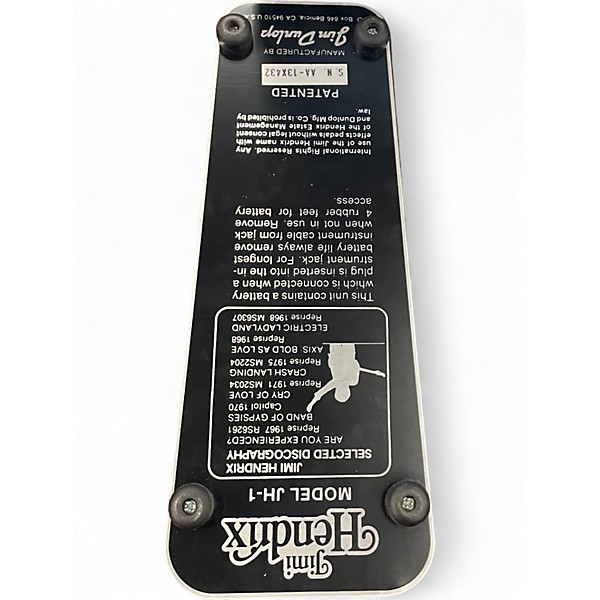 Jimi
Hendrix
MODEL JH-1
JIMI HENDRIX
SELECTED DISCOGRAPHY
ARE YOU EXPERIENCED?
Reprise 1967 RS6261
BAND OF GYPSIES
Capitol 1970
CRY OF LOVE
Reprise 1971 MS2034
CRASH LANDING
Reprise 1975 MS2204
AXIS: BOLD AS LOVE
Reprise 1968
ELECTRIC LADYLAND
Reprise 1968 MS6307
This unit contains a battery
which is connected when a
plug is inserted into the in-
strument jack. For longest
battery life always remove
instrument cable from jack
when not in use. Remove
4 rubber feet for battery
access.
International Rights Reserved. Any
use of the Jimi Hendrix name with
effects pedals without legal consent
of the Hendrix Estate Management
and Dunlop Mfg. Co. is prohibited by
law.
PATENTED
S. N. AA-13X432
MANUFACTURED BY
Jim Dunlop
Box 846 Benicia, CA 94510 U.S.A.